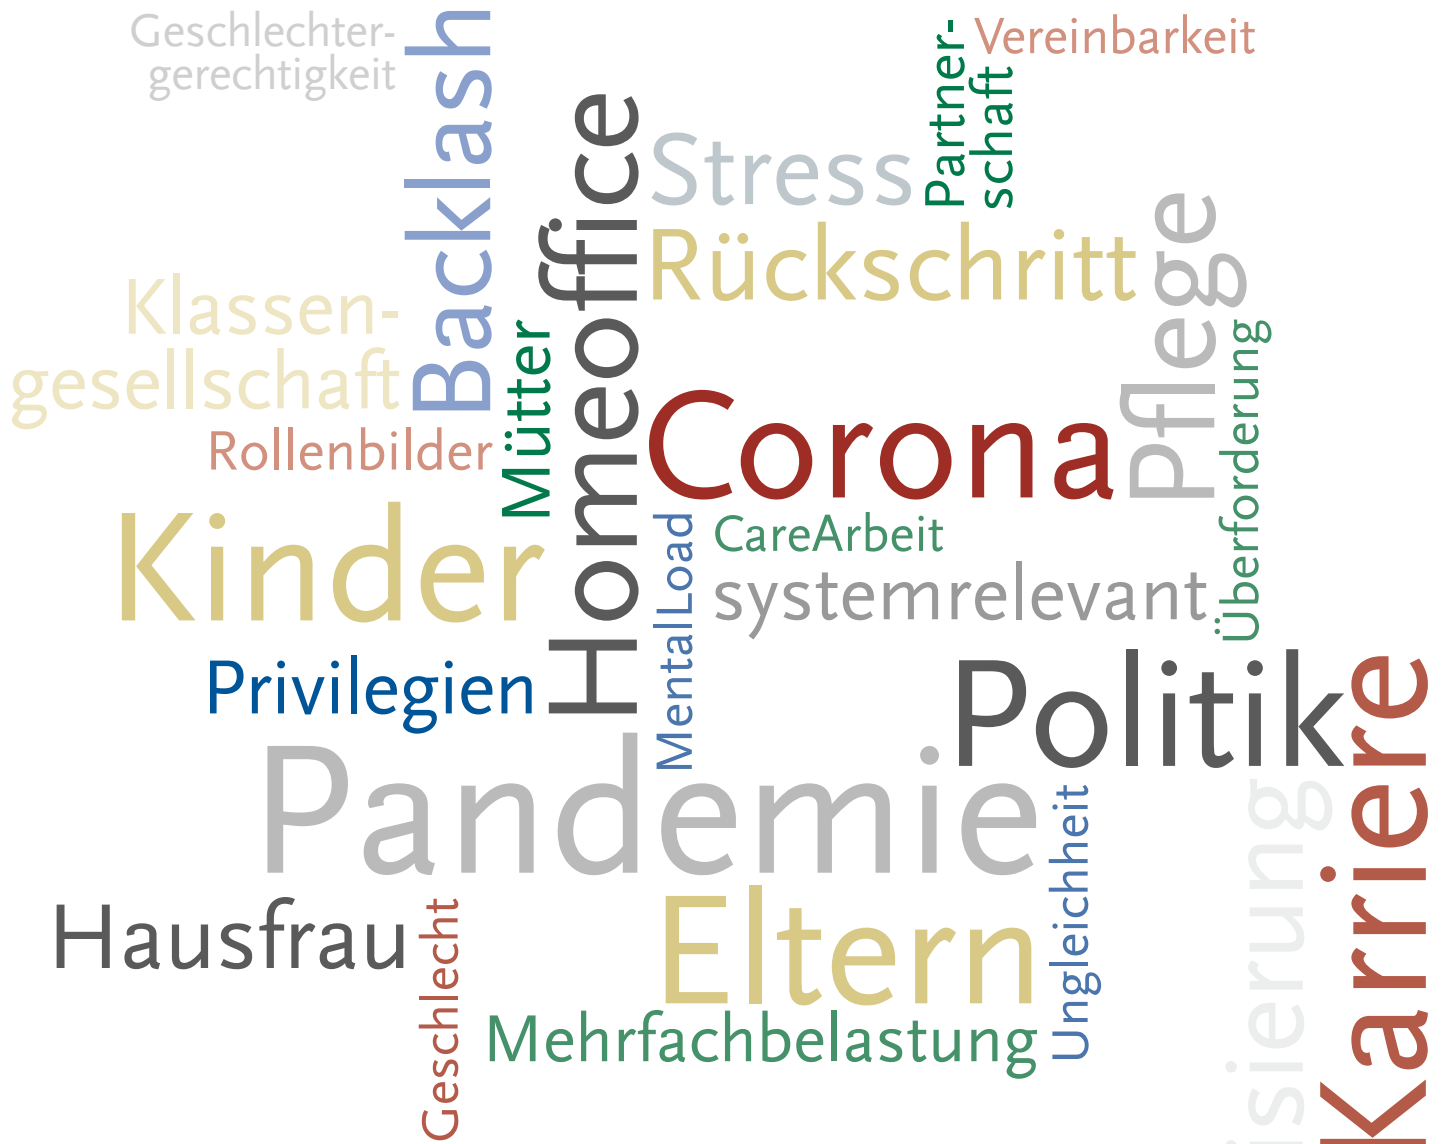 Geschlechter-
gerechtigkeit
Backlash
Homeoffice
Stress
Partner-
schaft
Vereinbarkeit
Rückschritt
Pflege
Klassen-
gesellschaft
Rollenbilder
Mütter
Corona
Überforderung
Kinder
MentalLoad
CareArbeit
systemrelevant
Privilegien
Politik
Karriere
Pandemie
Ungleichheit
sierung
Hausfrau
Geschlecht
Eltern
Mehrfachbelastung